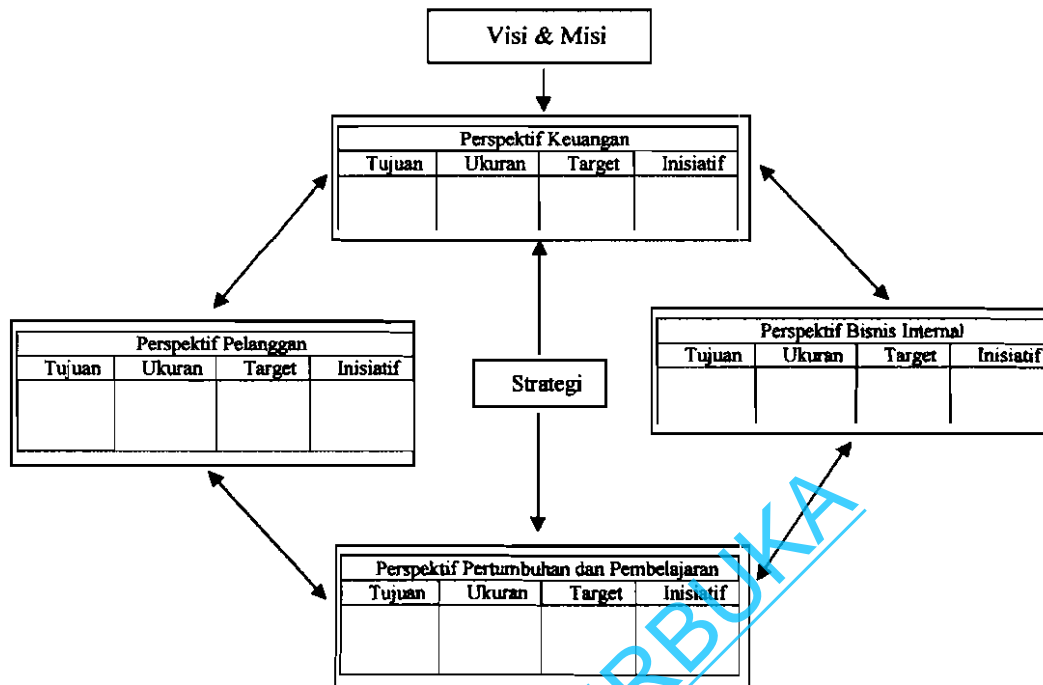 Visi & Misi
Perspektif Keuangan
Tujuan Ukuran Target Inisiatif
Perspektif Pelanggan
Tujuan Ukuran Target Inisiatif
Perspektif Bisnis Internal
Tujuan Ukuran Target Inisiatif
Strategi
Perspektif Pertumbuhan dan Pembelajaran
Tujuan Ukuran Target Inisiatif
RBUKA